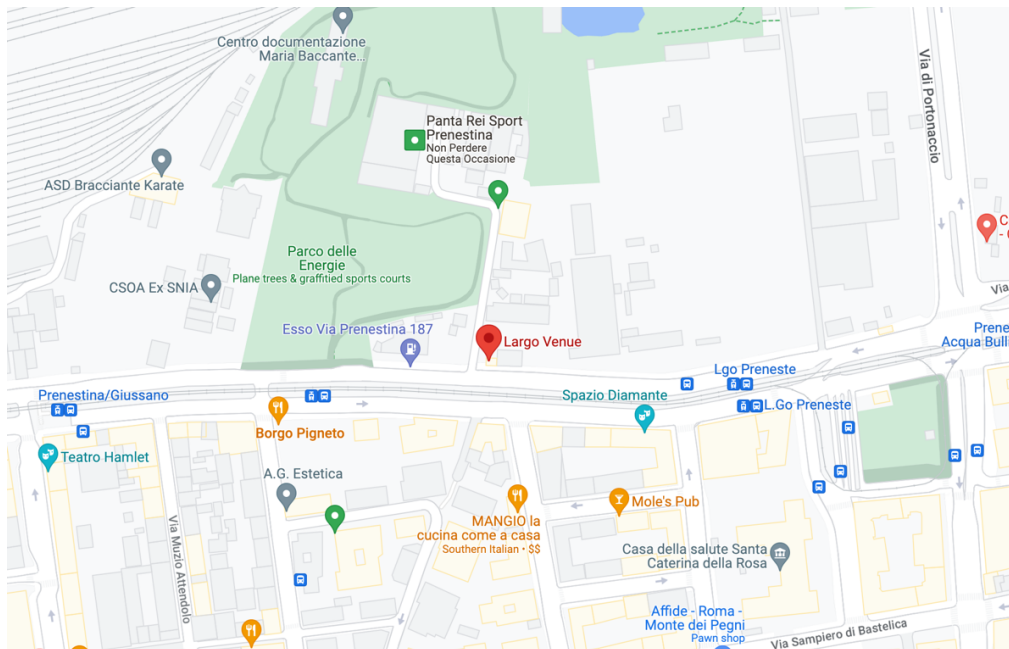 Centro documentazione
Maria Baccante...
Panta Rei Sport
Prenestina
Non Perdere
Questa Occasione
Via di Portonaccio
ASD Bracciante Karate
C
- C
Parco delle
Energie
Plane trees & graffitied sports courts
CSOA Ex SNIA
Via
Esso Via Prenestina 187
Largo Venue
Prene
Acqua Bulli
Lgo Preneste
Prenestina/Giussano
Spazio Diamante
L.Go Preneste
Borgo Pigneto
Teatro Hamlet
A.G. Estetica
Mole's Pub
MANGIO la
cucina come a casa
Southern Italian • $$
Via Muzio Attendolo
Casa della salute Santa
Caterina della Rosa
Affide - Roma -
Monte dei Pegni
Pawn shop
Via Sampiero di Bastelica